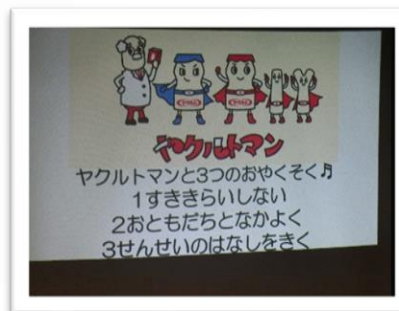 ヤクルトマン
ヤクルトマンと3つのおやくそく♬
1すききらいしない
2おともだちとなかよく
3せんせいのはなしをきく